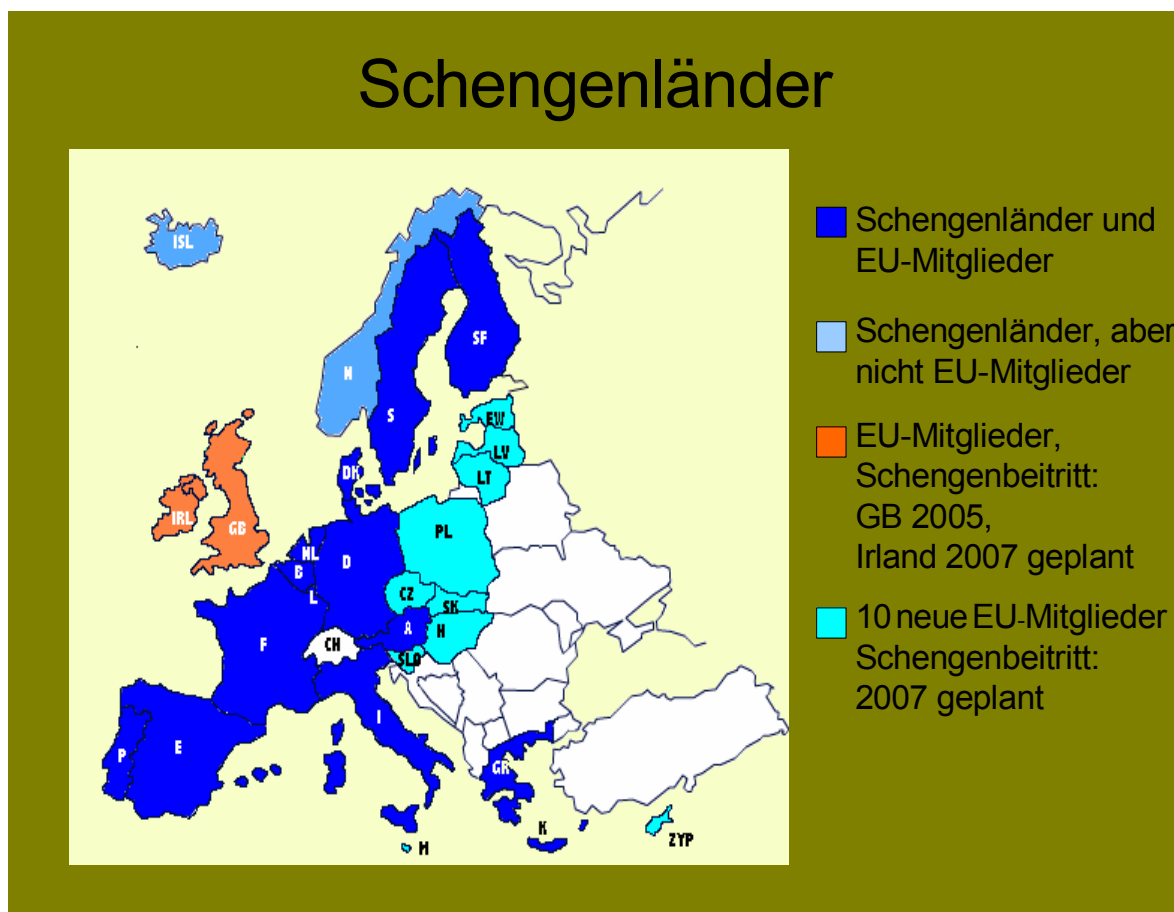 Schengenländer
ISL
SF
N
S
EW
LV
LT
DK
IRL
GB
NL
B
D
PL
L
CZ
SK
F
A
H
CH
SLO
I
P
E
GR
K
M
ZYP
Schengenländer und
EU-Mitglieder
Schengenländer, aber
nicht EU-Mitglieder
EU-Mitglieder,
Schengenbeitritt:
GB 2005,
Irland 2007 geplant
10 neue EU-Mitglieder
Schengenbeitritt:
2007 geplant